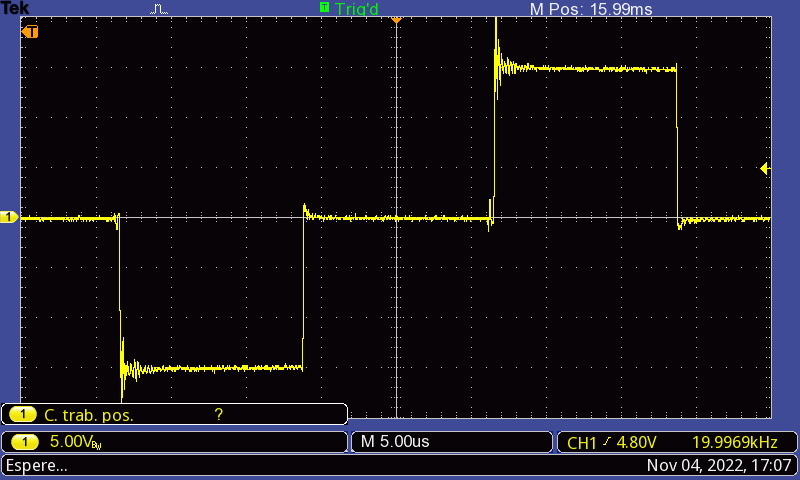 Tek T Trig'd M Pos: 15.99ms
T
1
1 C. trab. pos. ?
1 5.00VBW M 5.00us CH1 4.80V 19.9969kHz
Espere... Nov 04, 2022, 17:07